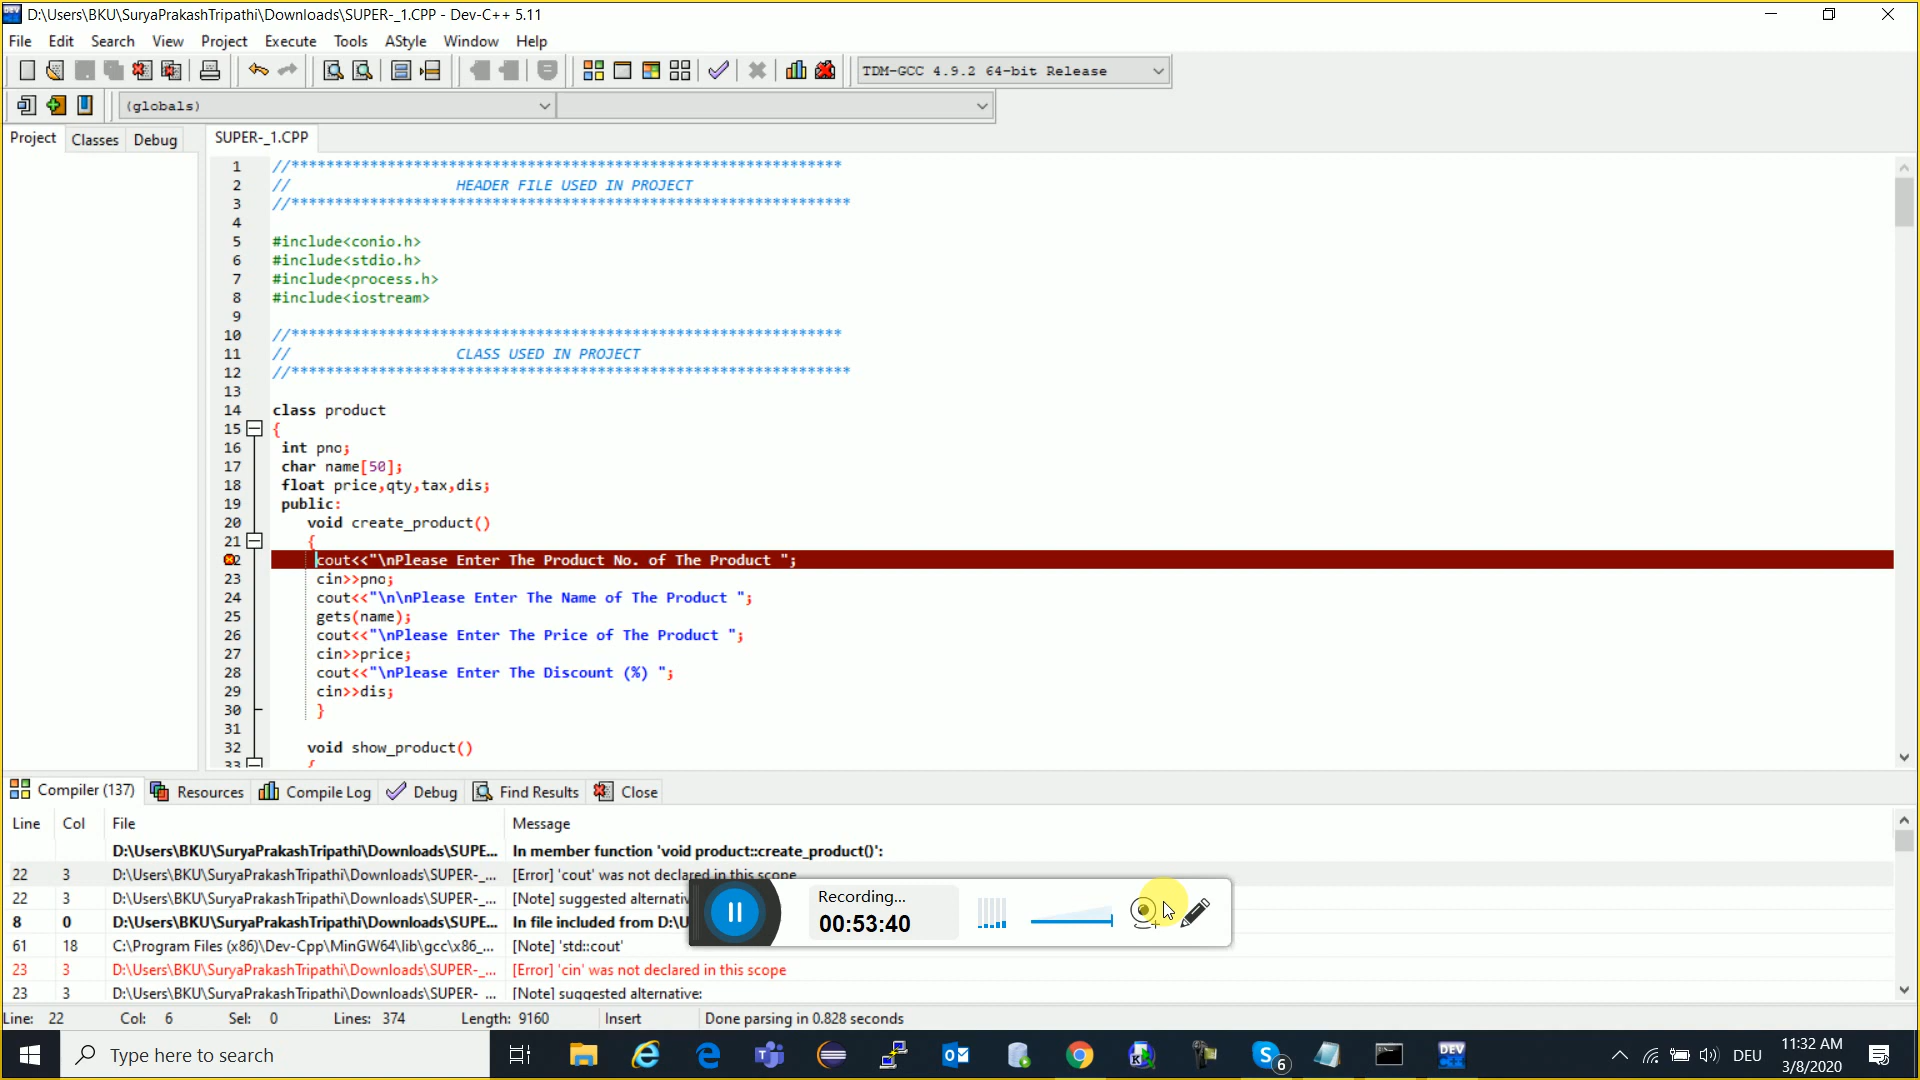 D:\Users\BKU\SuryaPrakashTripathi\Downloads\SUPER-_1.CPP - Dev-C++ 5.11
File Edit Search View Project Execute Tools AStyle Window Help
TDM-GCC 4.9.2 64-bit Release
(globals)
Project Classes Debug SUPER-_1.CPP
1 //***************************************************************
2 // HEADER FILE USED IN PROJECT
3 //****************************************************************
4
5 #include<conio.h>
6 #include<stdio.h>
7 #include<process.h>
8 #include<iostream>
9
10 //***************************************************************
11 // CLASS USED IN PROJECT
12 //****************************************************************
13
14 class product
15 {
16 int pno;
17 char name[50];
18 float price,qty,tax,dis;
19 public:
20 void create_product()
21 {
2 cout<<"\nPlease Enter The Product No. of The Product ";
23 cin>>pno;
24 cout<<"\n\nPlease Enter The Name of The Product ";
25 gets(name);
26 cout<<"\nPlease Enter The Price of The Product ";
27 cin>>price;
28 cout<<"\nPlease Enter The Discount (%) ";
29 cin>>dis;
30 }
31
32 void show_product()
33 {
Compiler (137) Resources Compile Log Debug Find Results Close
Line Col File Message
D:\Users\BKU\SuryaPrakashTripathi\Downloads\SUPE... In member function 'void product::create_product()':
22 3 D:\Users\BKU\SuryaPrakashTripathi\Downloads\SUPER-_... [Error] 'cout' was not declared in this scope
22 3 D:\Users\BKU\SuryaPrakashTripathi\Downloads\SUPER-_... [Note] suggested
8 0 D:\Users\BKU\SuryaPrakashTripathi\Downloads\SUPE... In file included from D:\U
61 18 C:\Program Files (x86)\Dev-Cpp\MinGW64\lib\gcc\x86_... [Note] 'std::cout'
23 3 D:\Users\BKU\SuryaPrakashTripathi\Downloads\SUPER-_... [Error] 'cin' was not declared in this scope
23 3 D:\Users\BKU\SuryaPrakashTripathi\Downloads\SUPER-_... [Note] suggested alternative:
Recording...
00:53:40
Line: 22 Col: 6 Sel: 0 Lines: 374 Length: 9160 Insert Done parsing in 0.828 seconds
Type here to search
6
DEV
DEU
11:32 AM
3/8/2020